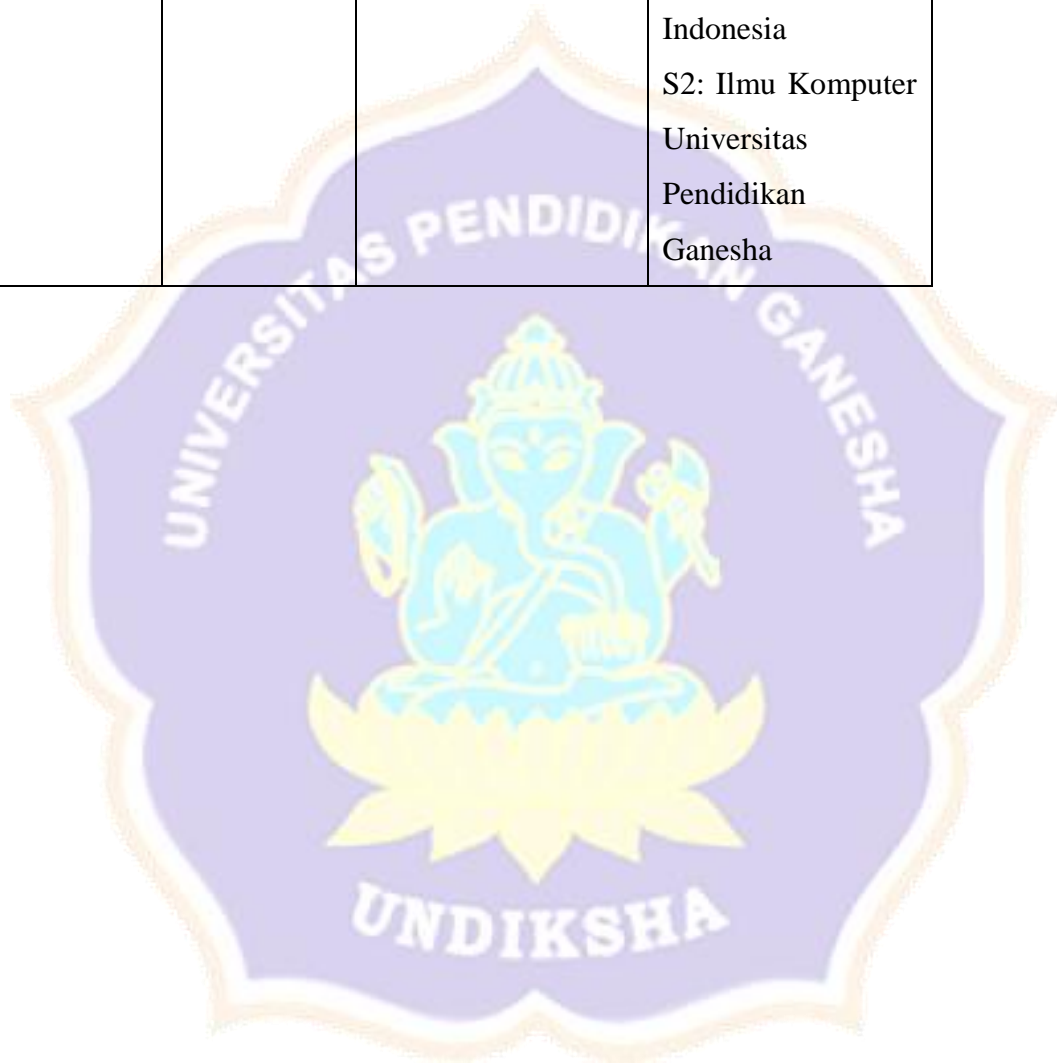 Indonesia
S2: Ilmu Komputer
Universitas
Pendidikan
Ganesha
UNIVERSITAS PENDIDIKAN GANESHA
UNDIKSHA